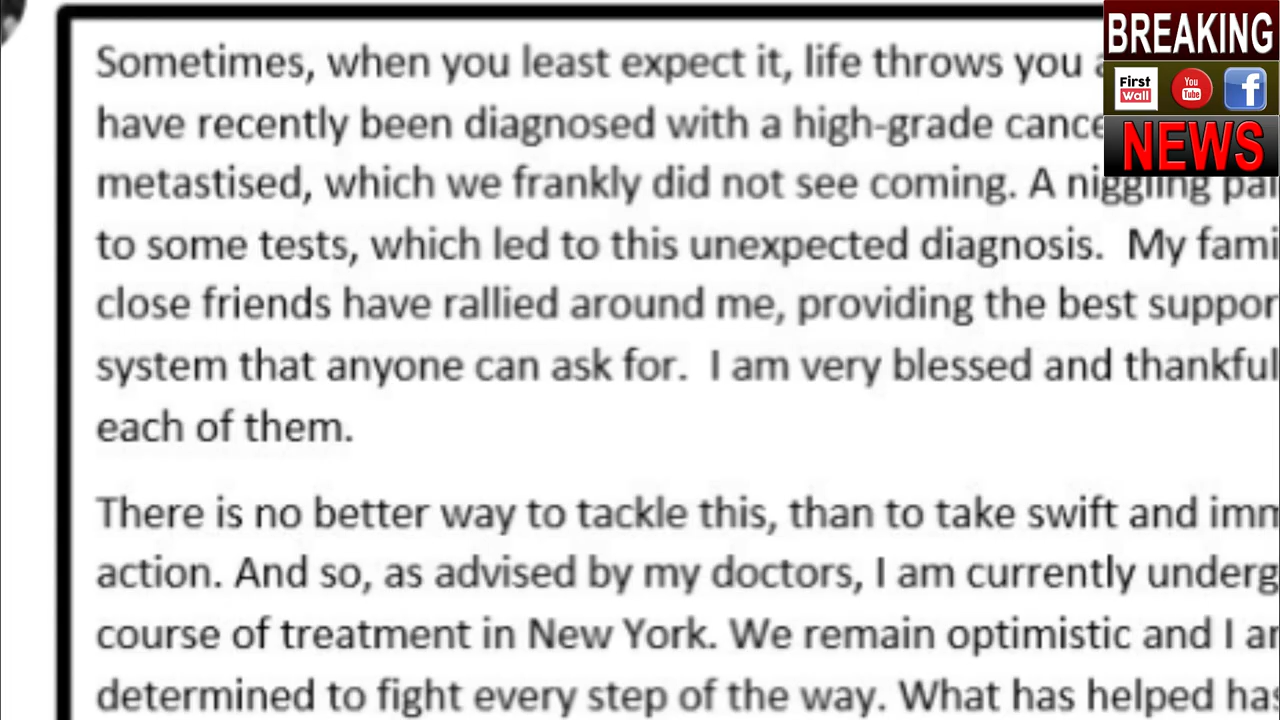 Sometimes, when you least expect it, life throws you
have recently been diagnosed with a high-grade cance
metastised, which we frankly did not see coming. A niggling pai
to some tests, which led to this unexpected diagnosis. My fami
close friends have rallied around me, providing the best suppor
system that anyone can ask for. I am very blessed and thankful
each of them.
There is no better way to tackle this, than to take swift and imm
action. And so, as advised by my doctors, I am currently underg
course of treatment in New York. We remain optimistic and I am
determined to fight every step of the way. What has helped has
BREAKING
First Wall
You Tube
f
NEWS